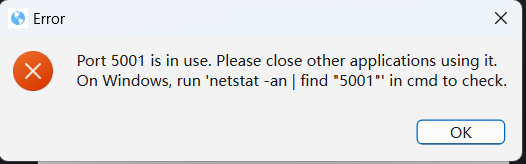 Error
Port 5001 is in use. Please close other applications using it.
On Windows, run 'netstat -an | find "5001"' in cmd to check.
OK